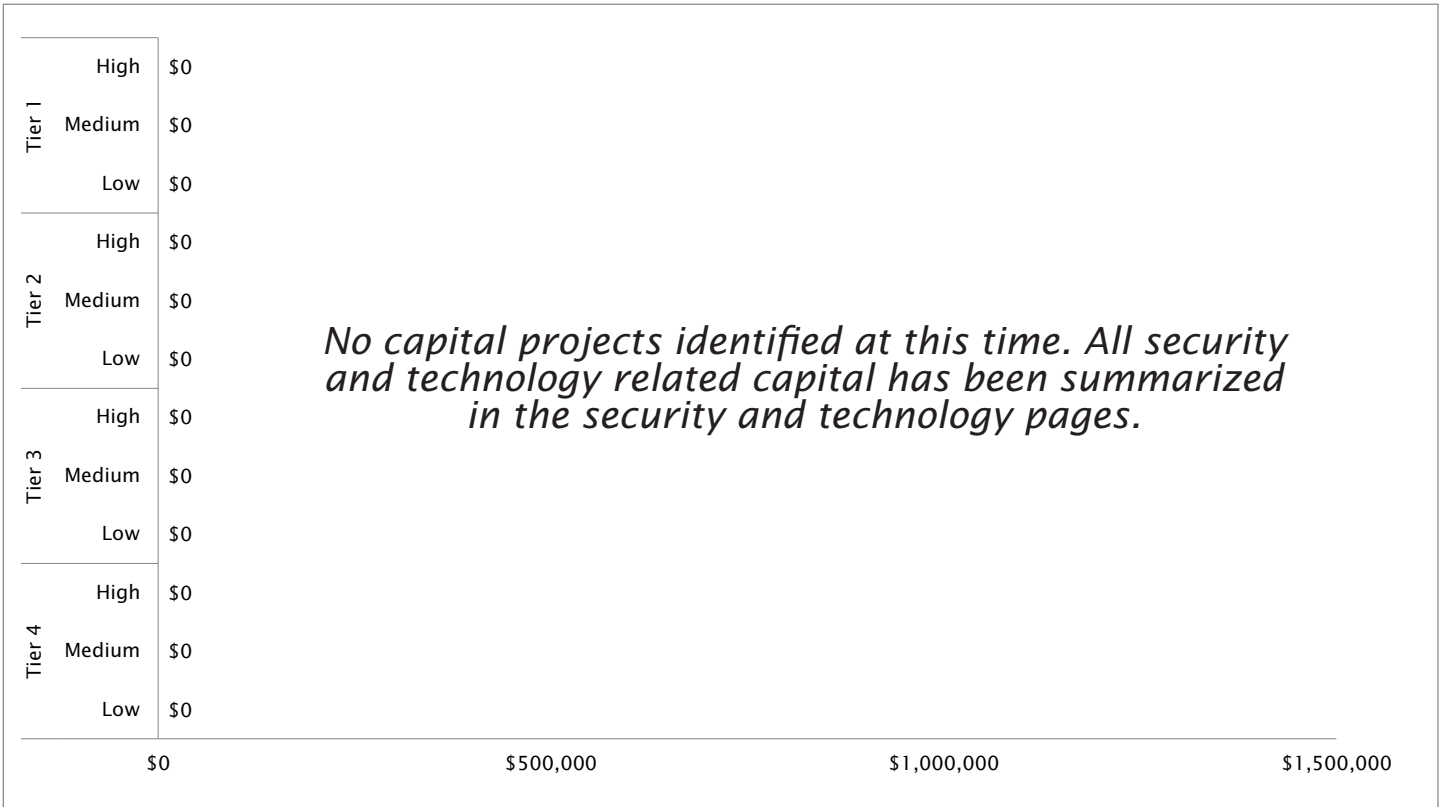 Tier 1
High $0
Medium $0
Low $0
Tier 2
High $0
Medium $0
Low $0
Tier 3
High $0
Medium $0
Low $0
Tier 4
High $0
Medium $0
Low $0
No capital projects identified at this time. All security
and technology related capital has been summarized
in the security and technology pages.
$0 $500,000 $1,000,000 $1,500,000